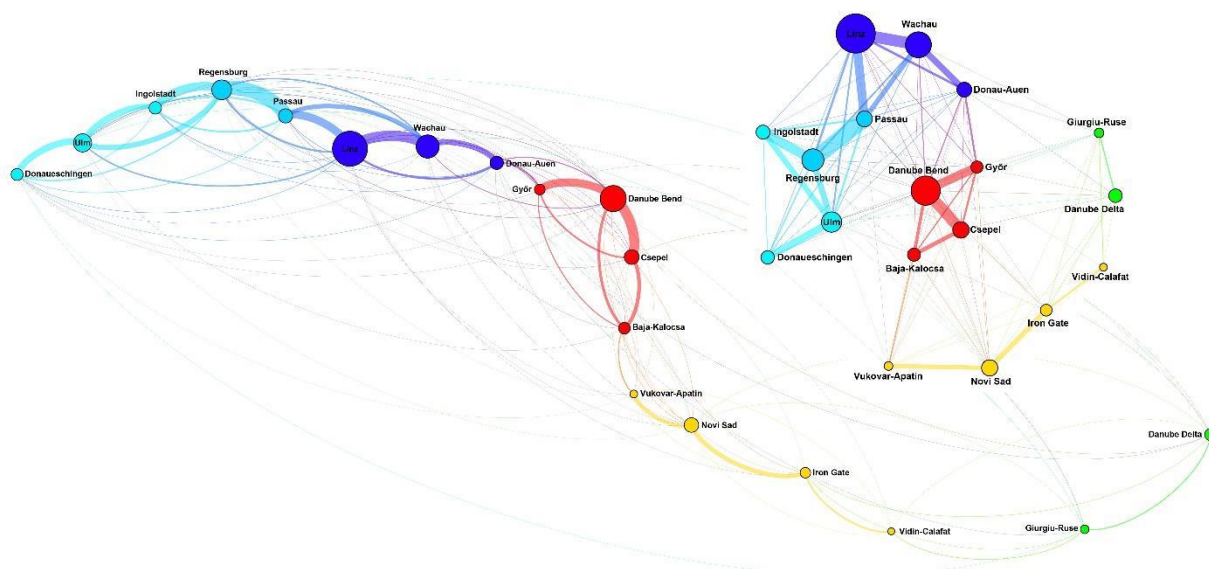 Regensburg
Ingolstadt
Passau
Ulm
Linz
Wachau
Donaueschingen
Donau-Auen
Győr
Danube Bend
Csepel
Baja-Kalocsa
Vukovar-Apatin
Novi Sad
Iron Gate
Vidin-Calafat
Giurgiu-Ruse
Danube Delta
Linz
Wachau
Donau-Auen
Ingolstadt
Passau
Regensburg
Ulm
Donaueschingen
Danube Bend
Győr
Csepel
Baja-Kalocsa
Giurgiu-Ruse
Danube Delta
Vidin-Calafat
Iron Gate
Vukovar-Apatin
Novi Sad